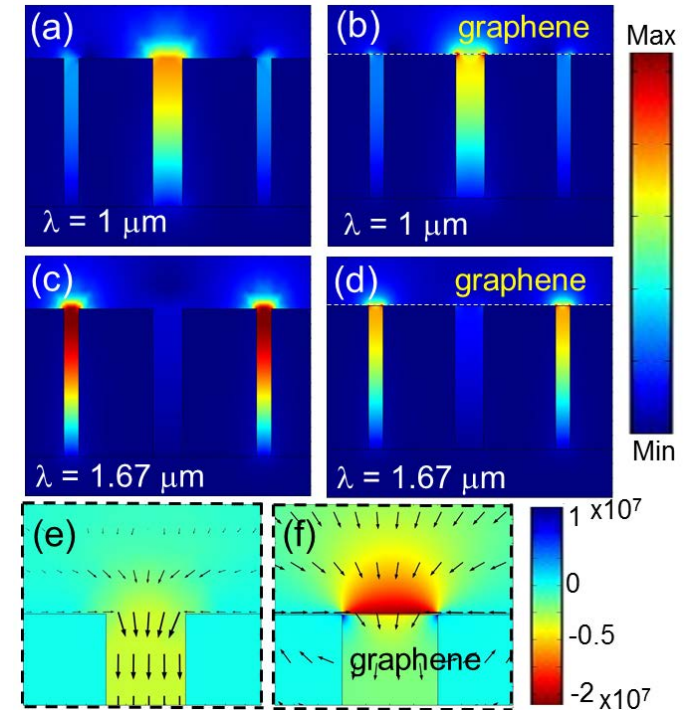 (a)
(b)
graphene
Max
λ = 1 μm
λ = 1 μm
(c)
(d)
graphene
λ = 1.67 μm
λ = 1.67 μm
Min
(e)
(f)
graphene
1 x10⁷
0
-0.5
-2 x10⁷